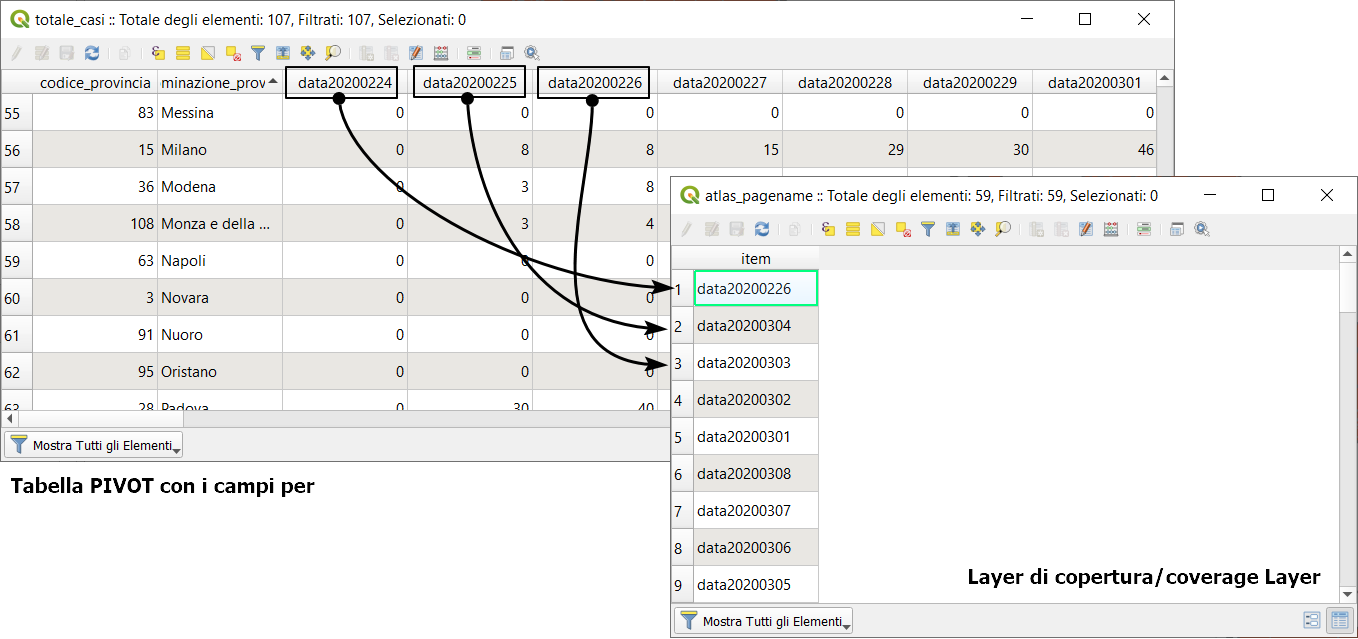 totale_casi :: Totale degli elementi: 107, Filtrati: 107, Selezionati: 0
codice_provincia minazione_prov data20200224 data20200225 data20200226 data20200227 data20200228 data20200229 data20200301
55 83 Messina 0 0 0 0 0 0 0
56 15 Milano 0 8 8 15 29 30 46
57 36 Modena 0 3 8
58 108 Monza e della ... 0 3 4
59 63 Napoli 0 0 0
60 3 Novara 0 0 0
61 91 Nuoro 0 0 0
62 95 Oristano 0 0 0
63 28 Padova 0 30 40
Mostra Tutti gli Elementi
Tabella PIVOT con i campi per
atlas_pagename :: Totale degli elementi: 59, Filtrati: 59, Selezionati: 0
item
1 data20200226
2 data20200304
3 data20200303
4 data20200302
5 data20200301
6 data20200308
7 data20200307
8 data20200306
9 data20200305
Layer di copertura/coverage Layer
Mostra Tutti gli Elementi